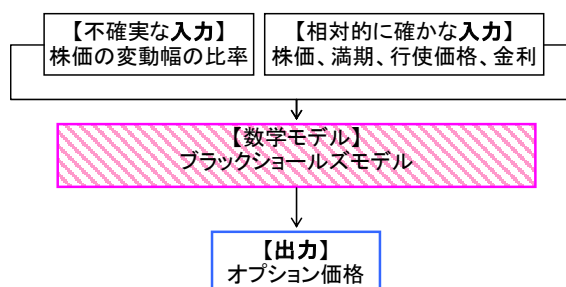 【不確実な入力】
株価の変動幅の比率
【相対的に確かな入力】
株価、満期、行使価格、金利
【数学モデル】
ブラックショールズモデル
【出力】
オプション価格